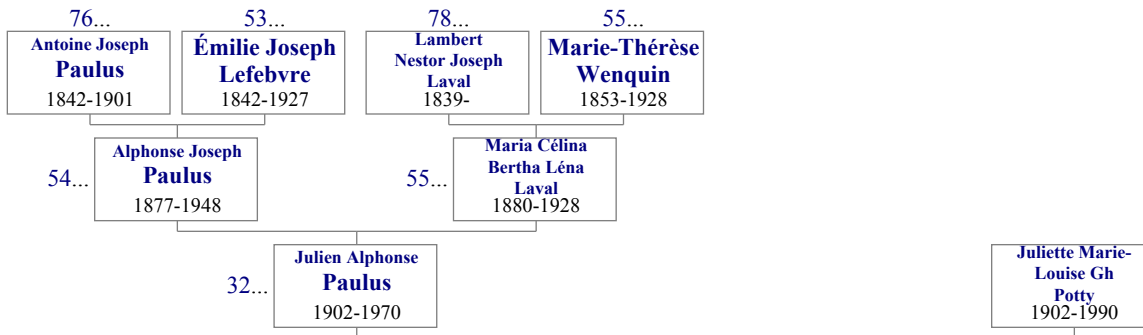 76...
53...
78...
55...
Antoine Joseph
Paulus
1842-1901
Émilie Joseph
Lefebvre
1842-1927
Lambert
Nestor Joseph
Laval
1839-
Marie-Thérèse
Wenquin
1853-1928
54...
Alphonse Joseph
Paulus
1877-1948
55...
Maria Célina
Bertha Léna
Laval
1880-1928
32...
Julien Alphonse
Paulus
1902-1970
Juliette Marie-
Louise Gh
Potty
1902-1990